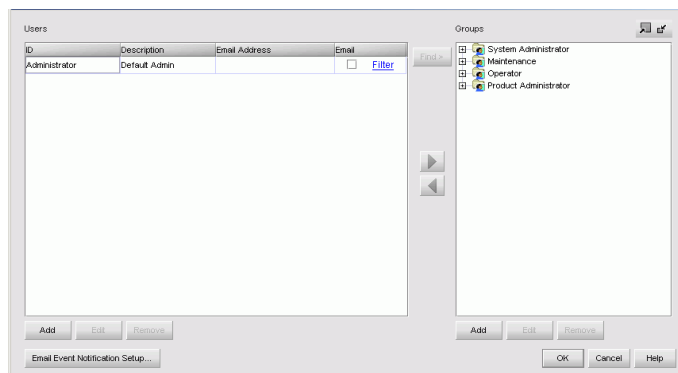 Users
ID Description Email Address Email
Administrator Default Admin Filter
Add Edit Remove
Email Event Notification Setup...
Find >
Groups
System Administrator
Maintenance
Operator
Product Administrator
Add Edit Remove
OK Cancel Help